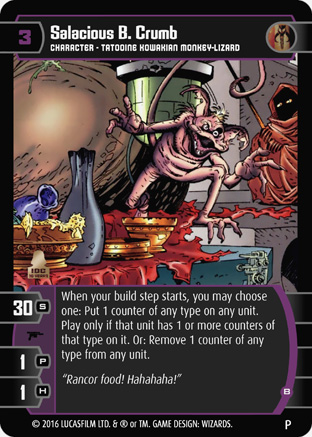 3 Salacious B. Crumb
CHARACTER - TATOOINE KOWAKIAN MONKEY-LIZARD
IDC
30 S
1 P
1 H
When your build step starts, you may choose
one: Put 1 counter of any type on any unit.
Play only if that unit has 1 or more counters of
that type on it. Or: Remove 1 counter of any
type from any unit.
“Rancor food! Hahahaha!”
B
© 2016 LUCASFILM LTD. & ® or TM. GAME DESIGN: WIZARDS. P